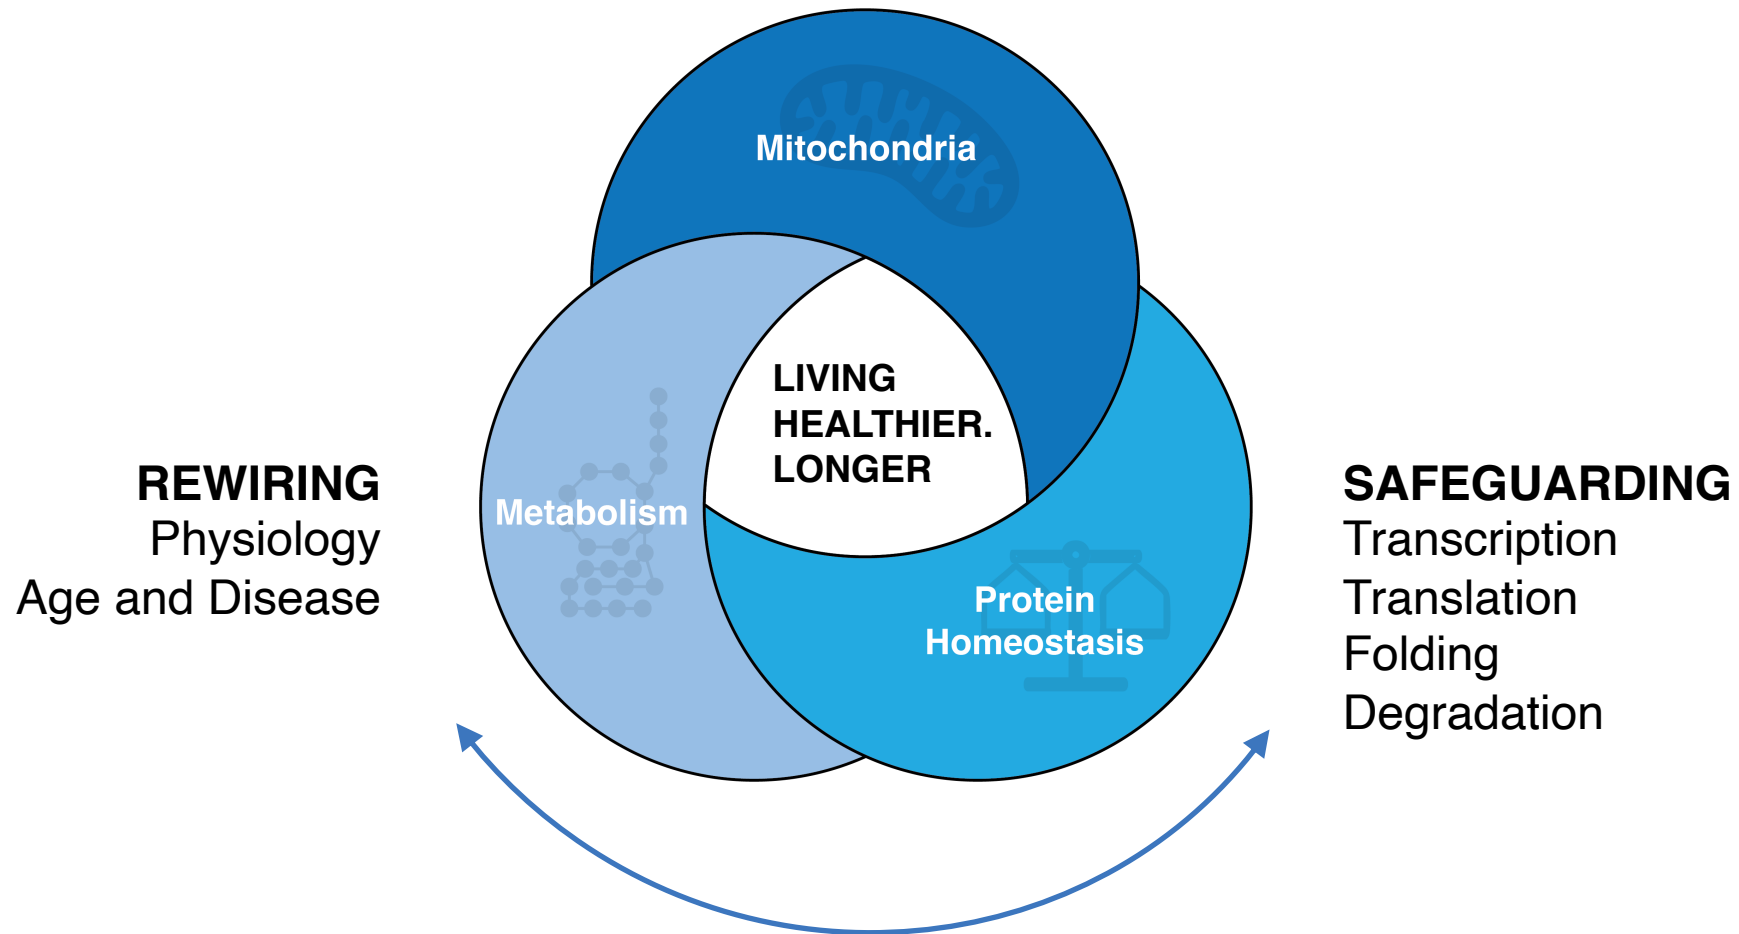 Mitochondria
LIVING
HEALTHIER.
LONGER
Metabolism
Protein
Homeostasis
REWIRING
Physiology
Age and Disease
SAFEGUARDING
Transcription
Translation
Folding
Degradation